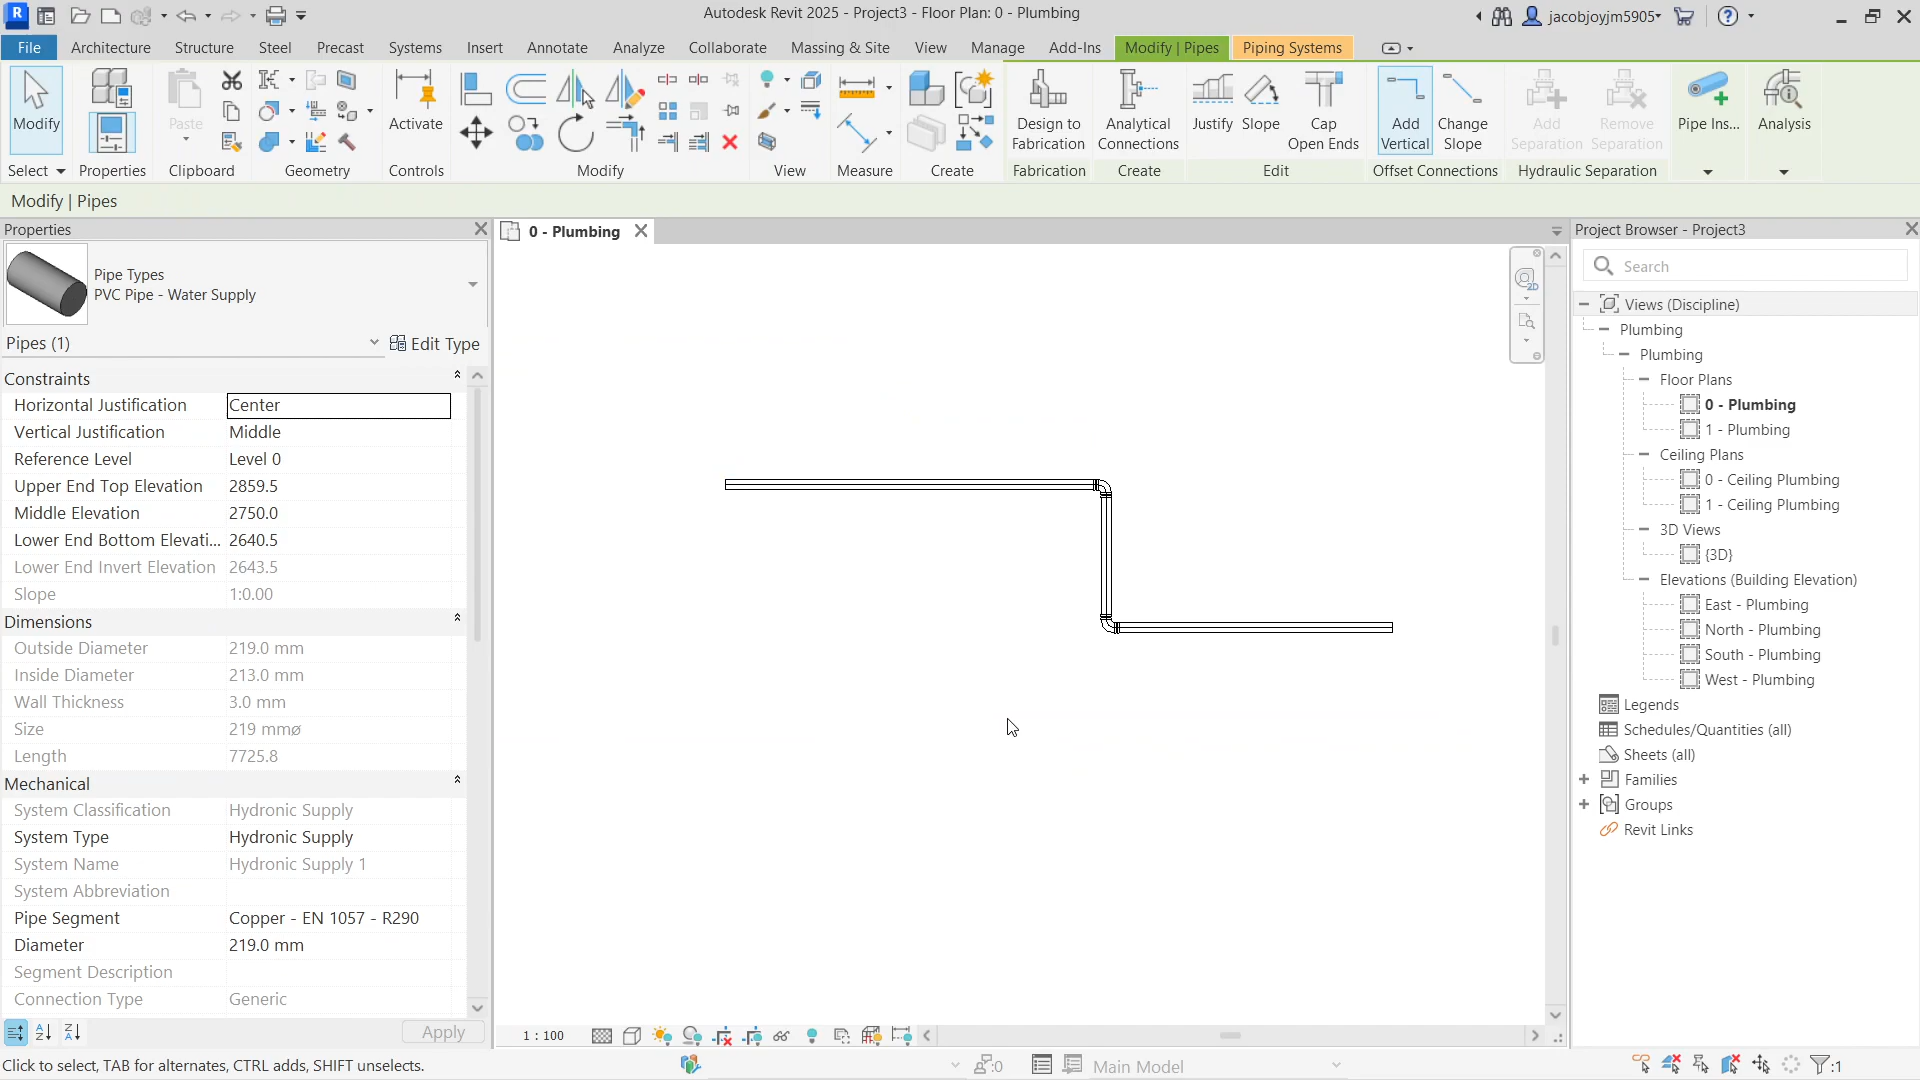 Autodesk Revit 2025 - Project3 - Floor Plan: 0 - Plumbing
jacobjoyjm5905
File
Architecture
Structure
Steel
Precast
Systems
Insert
Annotate
Analyze
Collaborate
Massing & Site
View
Manage
Add-Ins
Modify | Pipes
Piping Systems
Modify
Paste
Activate
Design to
Fabrication
Analytical
Connections
Justify
Slope
Cap
Open Ends
Add
Vertical
Change
Slope
Add
Separation
Remove
Separation
Pipe Ins...
Analysis
Select
Properties
Clipboard
Geometry
Controls
Modify
View
Measure
Create
Fabrication
Create
Edit
Offset Connections
Hydraulic Separation
Modify | Pipes
Properties
Pipe Types
PVC Pipe - Water Supply
Pipes (1)
Edit Type
Constraints
Horizontal Justification Center
Vertical Justification Middle
Reference Level Level 0
Upper End Top Elevation 2859.5
Middle Elevation 2750.0
Lower End Bottom Elevati... 2640.5
Lower End Invert Elevation 2643.5
Slope 1:0.00
Dimensions
Outside Diameter 219.0 mm
Inside Diameter 213.0 mm
Wall Thickness 3.0 mm
Size 219 mmø
Length 7725.8
Mechanical
System Classification Hydronic Supply
System Type Hydronic Supply
System Name Hydronic Supply 1
System Abbreviation
Pipe Segment Copper - EN 1057 - R290
Diameter 219.0 mm
Segment Description
Connection Type Generic
Apply
0 - Plumbing
2D
1 : 100
Project Browser - Project3
Search
Views (Discipline)
Plumbing
Plumbing
Floor Plans
0 - Plumbing
1 - Plumbing
Ceiling Plans
0 - Ceiling Plumbing
1 - Ceiling Plumbing
3D Views
{3D}
Elevations (Building Elevation)
East - Plumbing
North - Plumbing
South - Plumbing
West - Plumbing
Legends
Schedules/Quantities (all)
Sheets (all)
Families
Groups
Revit Links
Click to select, TAB for alternates, CTRL adds, SHIFT unselects.
:0
Main Model
:1